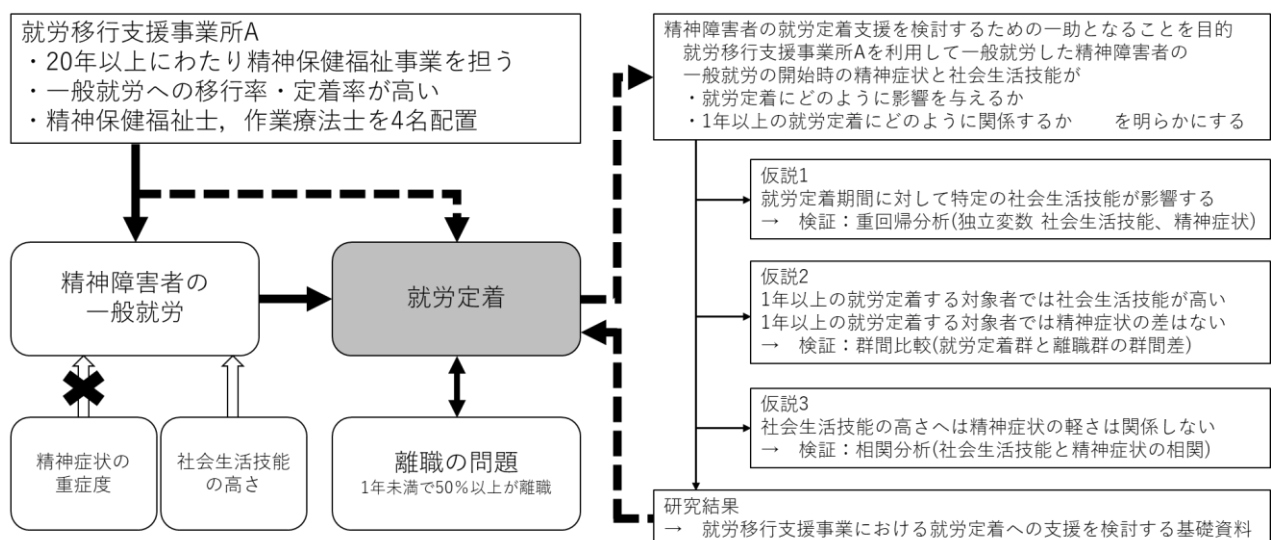 就労移行支援事業所A
・20年以上にわたり精神保健福祉事業を担う
・一般就労への移行率・定着率が高い
・精神保健福祉士，作業療法士を4名配置
精神障害者の
一般就労
就労定着
精神症状の
重症度
社会生活技能
の高さ
離職の問題
1年未満で50％以上が離職
精神障害者の就労定着支援を検討するための一助となることを目的
就労移行支援事業所Aを利用して一般就労した精神障害者の
一般就労の開始時の精神症状と社会生活技能が
・就労定着にどのように影響を与えるか
・1年以上の就労定着にどのように関係するか　を明らかにする
仮説1
就労定着期間に対して特定の社会生活技能が影響する
→　検証：重回帰分析(独立変数 社会生活技能、精神症状)
仮説2
1年以上の就労定着する対象者では社会生活技能が高い
1年以上の就労定着する対象者では精神症状の差はない
→　検証：群間比較(就労定着群と離職群の群間差)
仮説3
社会生活技能の高さへは精神症状の軽さは関係しない
→　検証：相関分析(社会生活技能と精神症状の相関)
研究結果
→　就労移行支援事業における就労定着への支援を検討する基礎資料